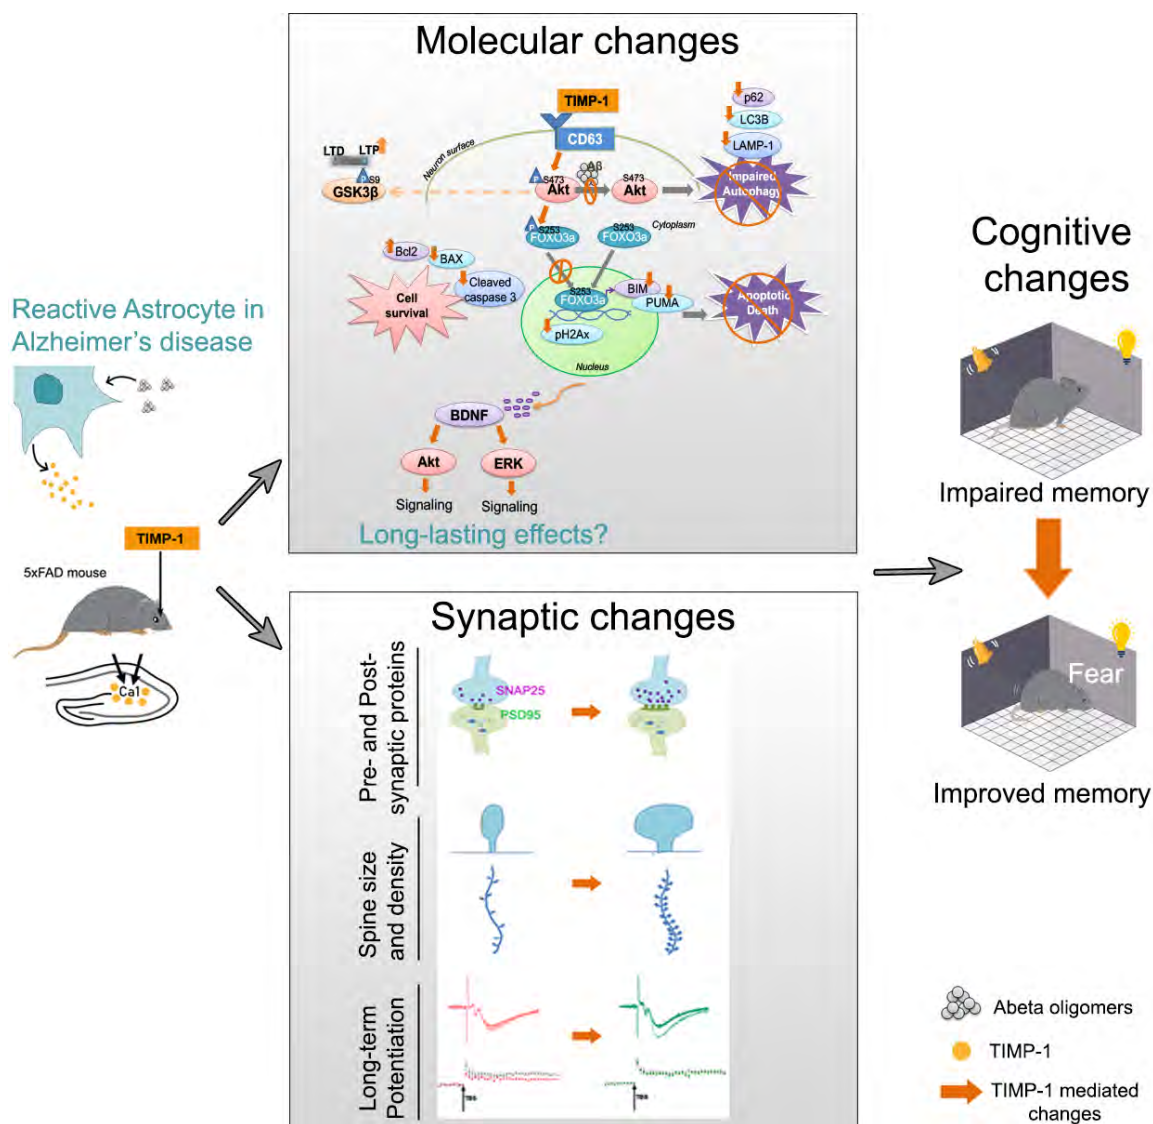 Molecular changes
TIMP-1
CD63
Neuron surface
LTD
LTP
P
S9
GSK3β
P
S473
Akt
Aβ
S473
Akt
p62
LC3B
LAMP-1
Impaired
Autophagy
P
S253
FOXO3a
S253
FOXO3a
Cytoplasm
Bcl2
BAX
Cleaved
caspase 3
Cell
survival
S253
FOXO3a
BIM
PUMA
pH2Ax
Nucleus
Apoptotic
Death
BDNF
Akt
ERK
Signaling
Signaling
Long-lasting effects?
Reactive Astrocyte in
Alzheimer's disease
TIMP-1
5xFAD mouse
Ca1
Synaptic changes
Pre- and Post-
synaptic proteins
SNAP25
PSD95
Spine size
and density
Long-term
Potentiation
TBS
TBS
Cognitive
changes
Impaired memory
Fear
Improved memory
Abeta oligomers
TIMP-1
TIMP-1 mediated
changes